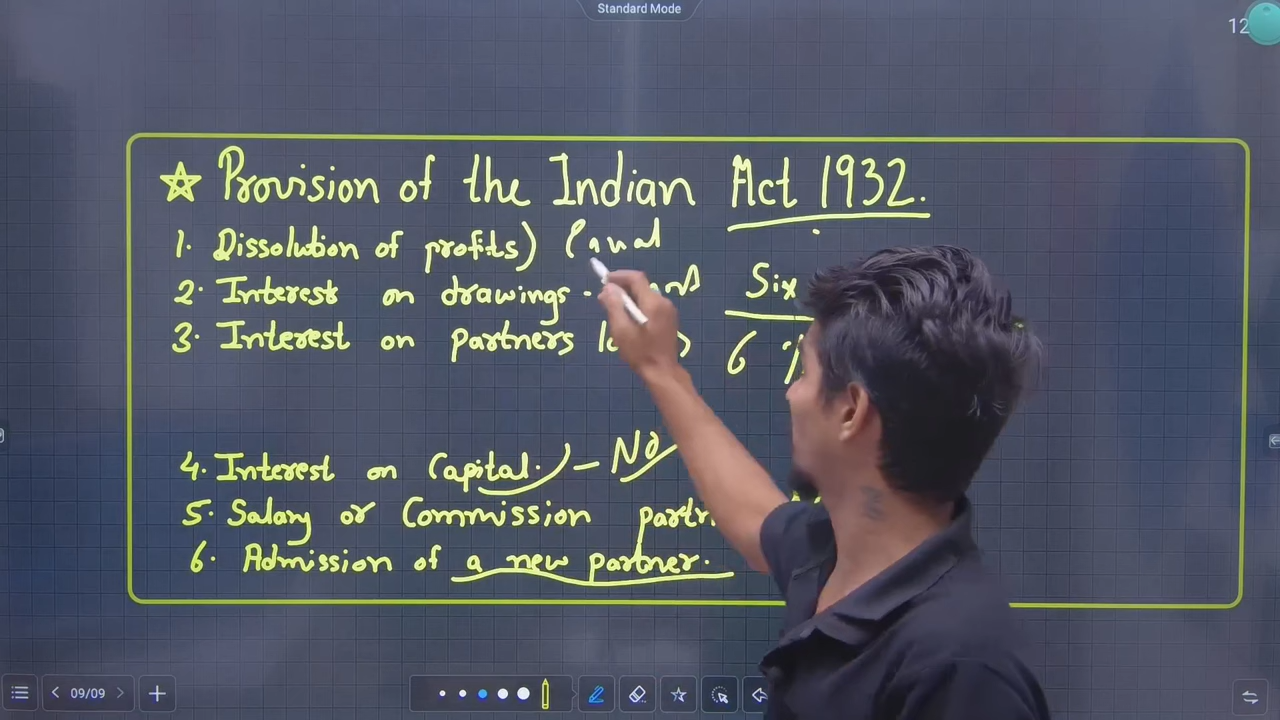 Standard Mode
12
Provision of the Indian Act 1932.
1. Dissolution of profits) Equal
2. Interest on drawings - Six
3. Interest on partners 6 %
4. Interest on Capital. - No
5. Salary or Commission
6. Admission of a new partner.
09/09